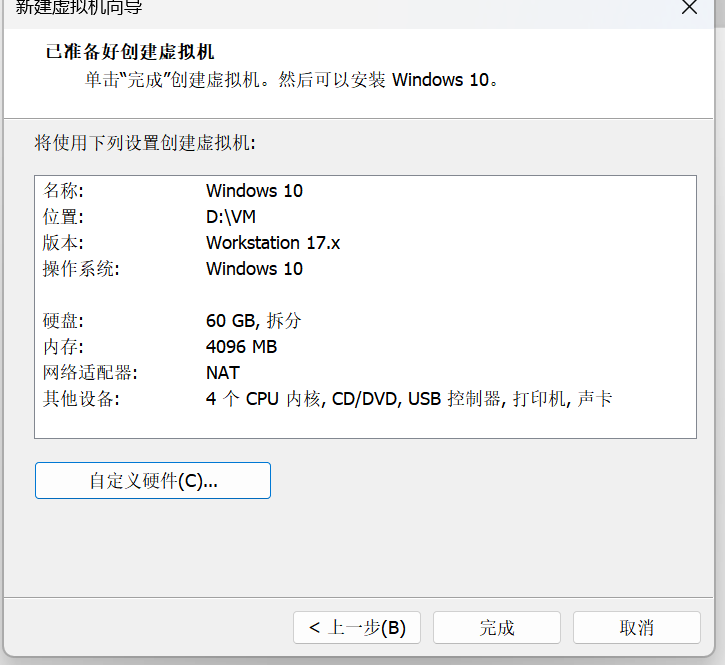 新建虚拟机向导
已准备好创建虚拟机
单击“完成”创建虚拟机。然后可以安装 Windows 10。
将使用下列设置创建虚拟机:
名称: Windows 10
位置: D:\VM
版本: Workstation 17.x
操作系统: Windows 10
硬盘: 60 GB, 拆分
内存: 4096 MB
网络适配器: NAT
其他设备: 4 个 CPU 内核, CD/DVD, USB 控制器, 打印机, 声卡
自定义硬件(C)...
< 上一步(B) 完成 取消